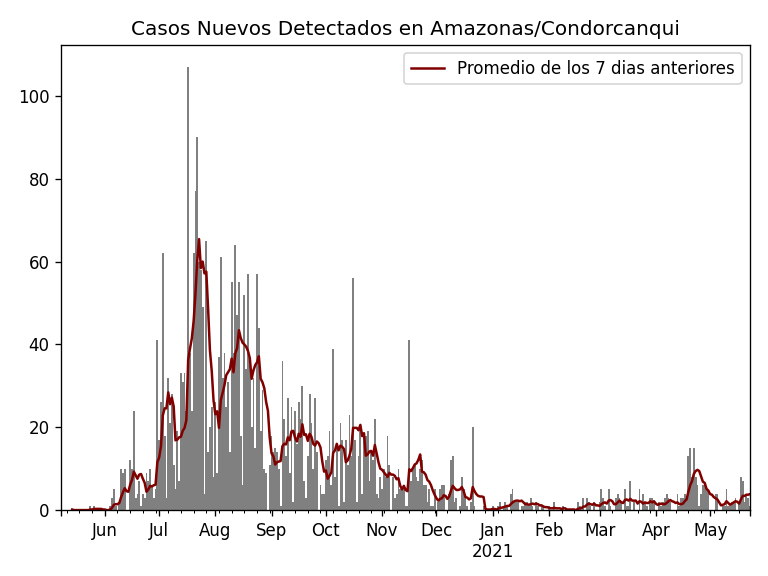 Casos Nuevos Detectados en Amazonas/Condorcanqui
Promedio de los 7 dias anteriores
100
80
60
40
20
0
Jun Jul Aug Sep Oct Nov Dec Jan Feb Mar Apr May
2021